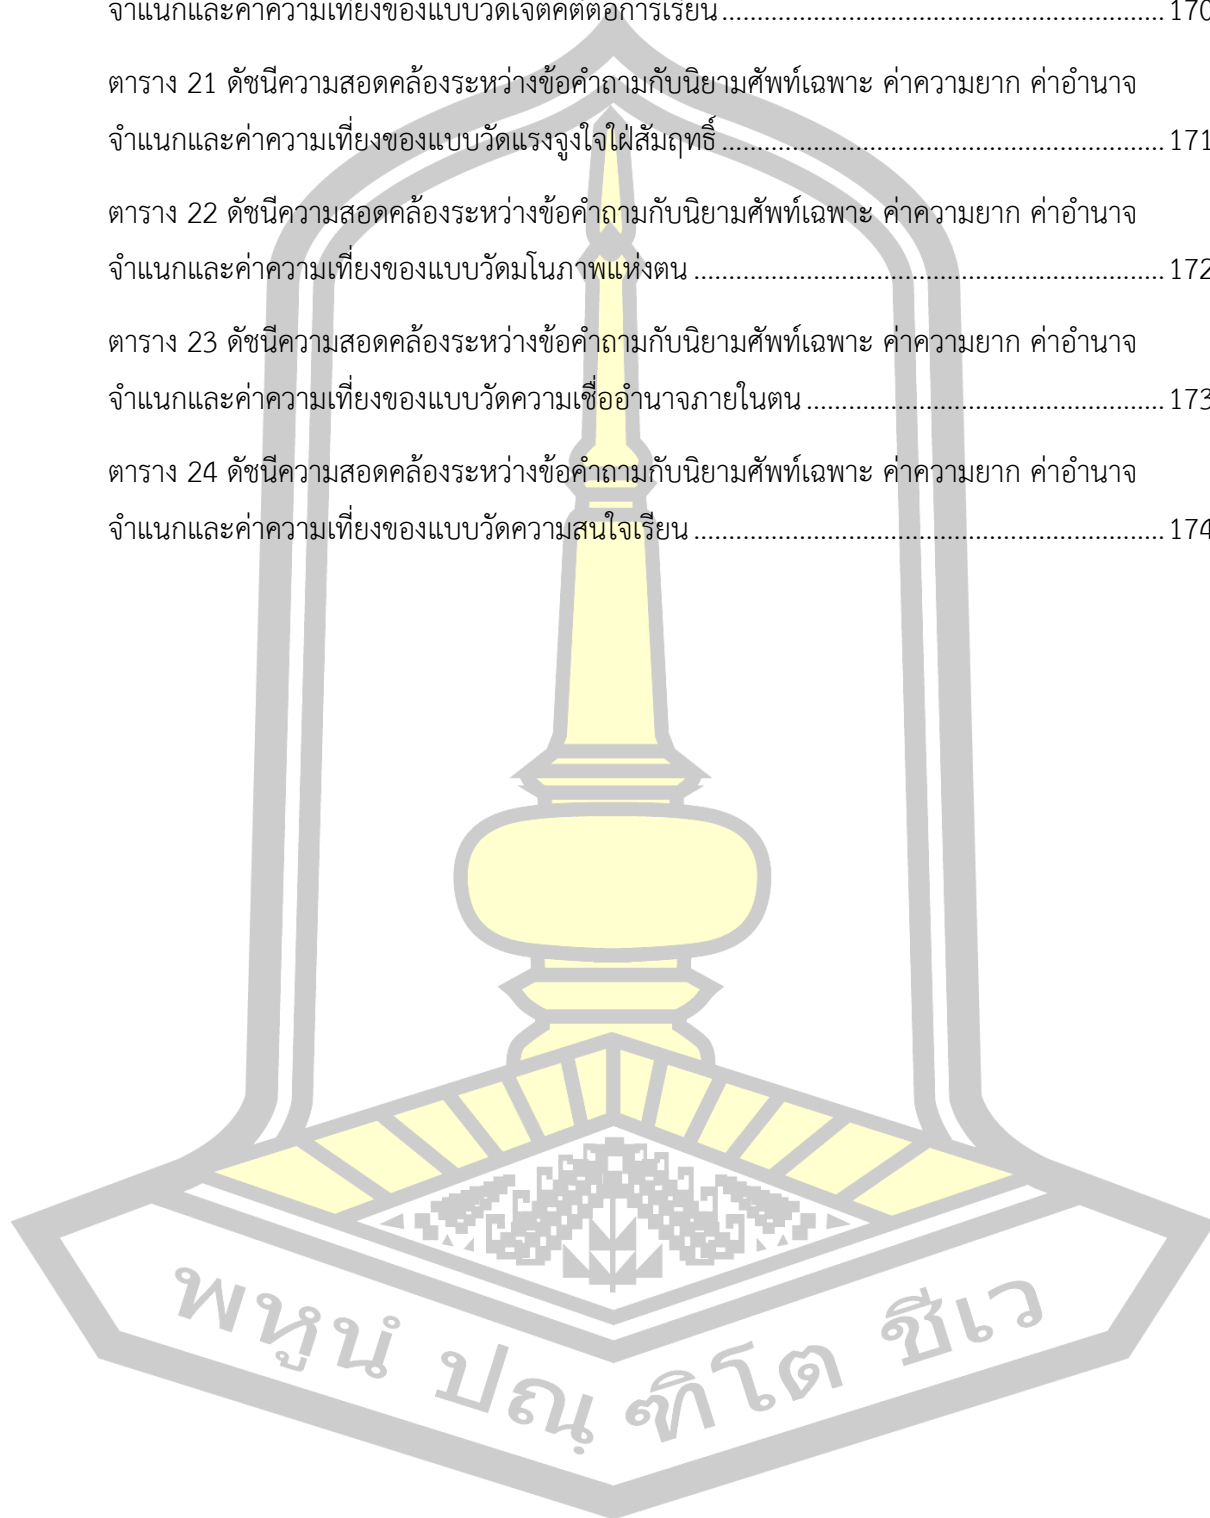 จำแนกและค่าความเที่ยงของแบบวัดเจตคติต่อการเรียน ........................................................ 170
ตาราง 21 ดัชนีความสอดคล้องระหว่างข้อคำถามกับนิยามศัพท์เฉพาะ ค่าความยาก ค่าอำนาจ
จำแนกและค่าความเที่ยงของแบบวัดแรงจูงใจใฝ่สัมฤทธิ์ ........................................................ 171
ตาราง 22 ดัชนีความสอดคล้องระหว่างข้อคำถามกับนิยามศัพท์เฉพาะ ค่าความยาก ค่าอำนาจ
จำแนกและค่าความเที่ยงของแบบวัดมโนภาพแห่งตน ............................................................ 172
ตาราง 23 ดัชนีความสอดคล้องระหว่างข้อคำถามกับนิยามศัพท์เฉพาะ ค่าความยาก ค่าอำนาจ
จำแนกและค่าความเที่ยงของแบบวัดความเชื่ออำนาจภายในตน .............................................. 173
ตาราง 24 ดัชนีความสอดคล้องระหว่างข้อคำถามกับนิยามศัพท์เฉพาะ ค่าความยาก ค่าอำนาจ
จำแนกและค่าความเที่ยงของแบบวัดความสนใจเรียน ............................................................ 174
พหูนํ ปณฺ ฑิโต ชีเว